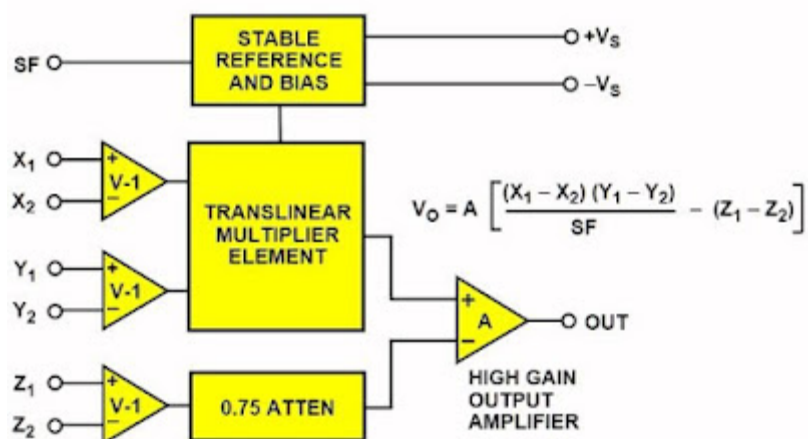 STABLE
REFERENCE
AND BIAS
SF
+VS
–VS
X1
X2
+
V-1
–
TRANSLINEAR
MULTIPLIER
ELEMENT
VO = A [ (X1 – X2) (Y1 – Y2) / SF – (Z1 – Z2) ]
Y1
Y2
+
V-1
–
+
A
–
OUT
HIGH GAIN
OUTPUT
AMPLIFIER
Z1
Z2
+
V-1
–
0.75 ATTEN